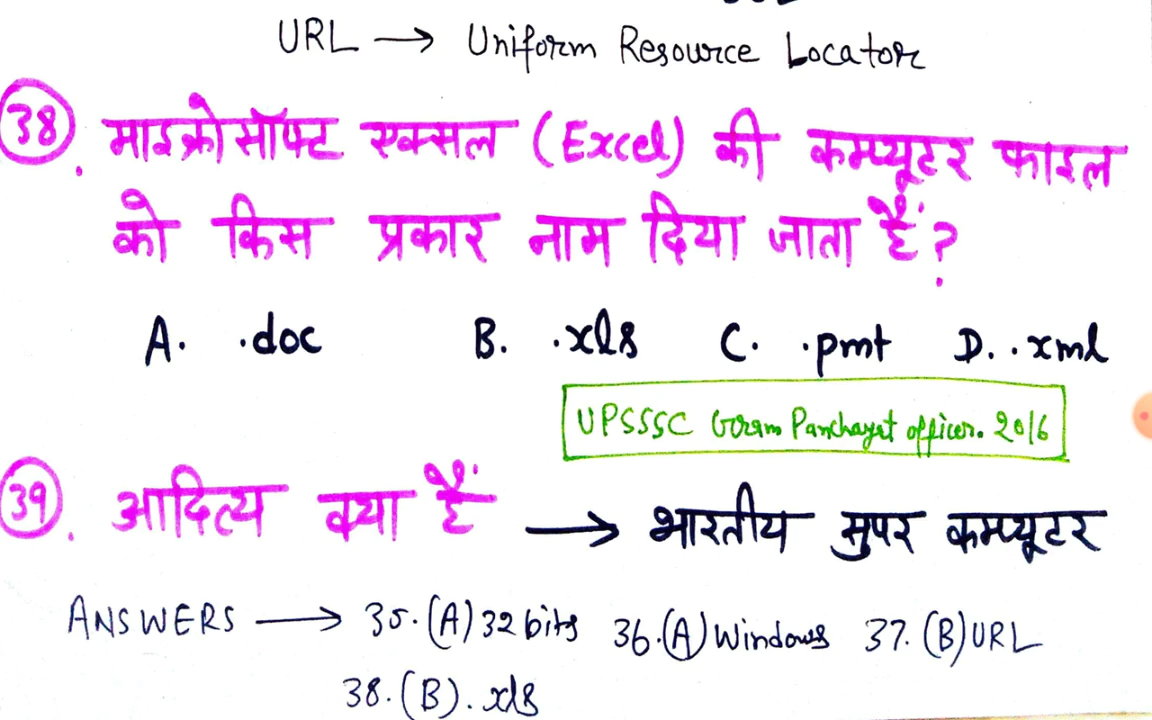 URL → Uniform Resource Locator
38. माइक्रोसॉफ्ट एक्सल (Excel) की कम्प्यूटर फाइल
को किस प्रकार नाम दिया जाता हैं?
A. .doc B. .xls C. .pmt D. .xml
UPSSSC Gram Panchayat officer. 2016
39. आदित्य क्या हैं → भारतीय सुपर कम्प्यूटर
ANSWERS → 35.(A) 32 bits 36.(A) Windows 37. (B) URL
38.(B). xls